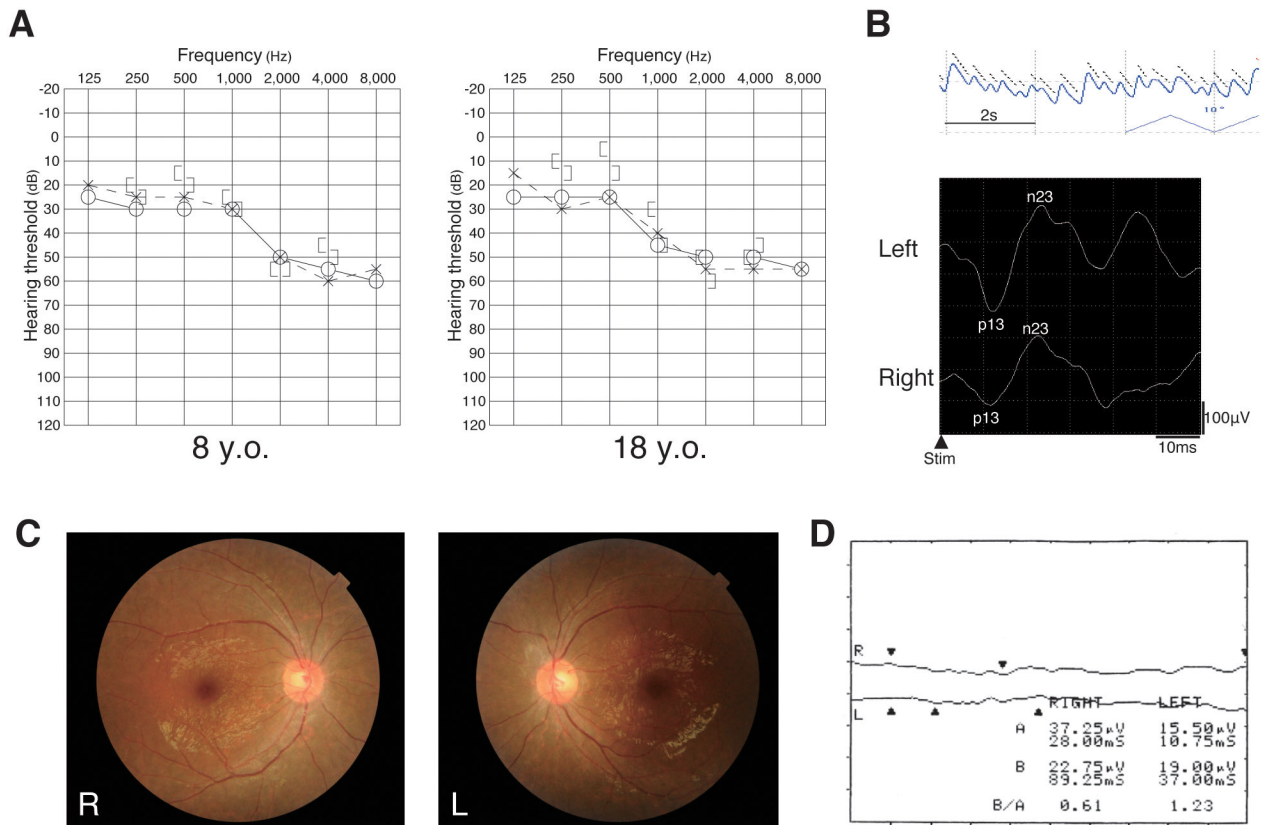 A
Frequency (Hz)
125 250 500 1,000 2,000 4,000 8,000
Hearing threshold (dB)
-20
-10
0
10
20
30
40
50
60
70
80
90
100
110
120
8 y.o.
Frequency (Hz)
125 250 500 1,000 2,000 4,000 8,000
Hearing threshold (dB)
-20
-10
0
10
20
30
40
50
60
70
80
90
100
110
120
18 y.o.
B
2s
10°
Left
n23
p13
Right
n23
p13
100μV
10ms
Stim
C
R
L
D
R
L
RIGHT LEFT
A 37.25μV 15.50μV
28.00mS 10.75mS
B 22.75μV 19.00μV
89.25mS 37.00mS
B/A 0.61 1.23